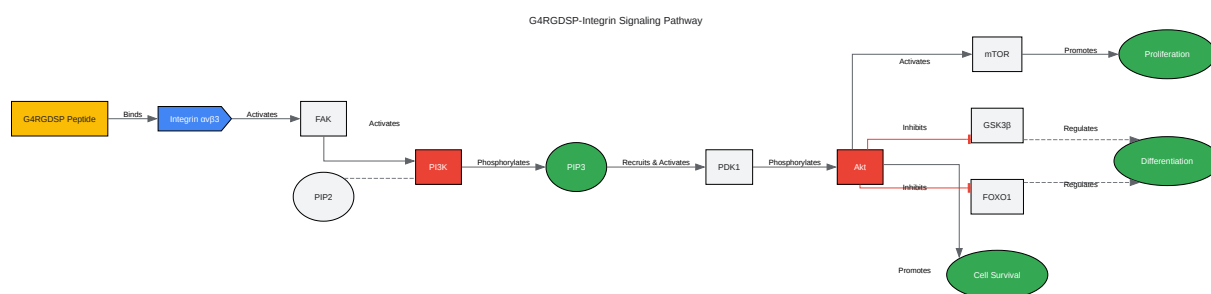 G4RGDSP-Integrin Signaling Pathway
G4RGDSP Peptide
Binds
Integrin αvβ3
Activates
FAK
Activates
PIP2
PI3K
Phosphorylates
PIP3
Recruits & Activates
PDK1
Phosphorylates
Akt
Activates
mTOR
Promotes
Proliferation
Inhibits
GSK3β
Regulates
Differentiation
Inhibits
FOXO1
Regulates
Promotes
Cell Survival